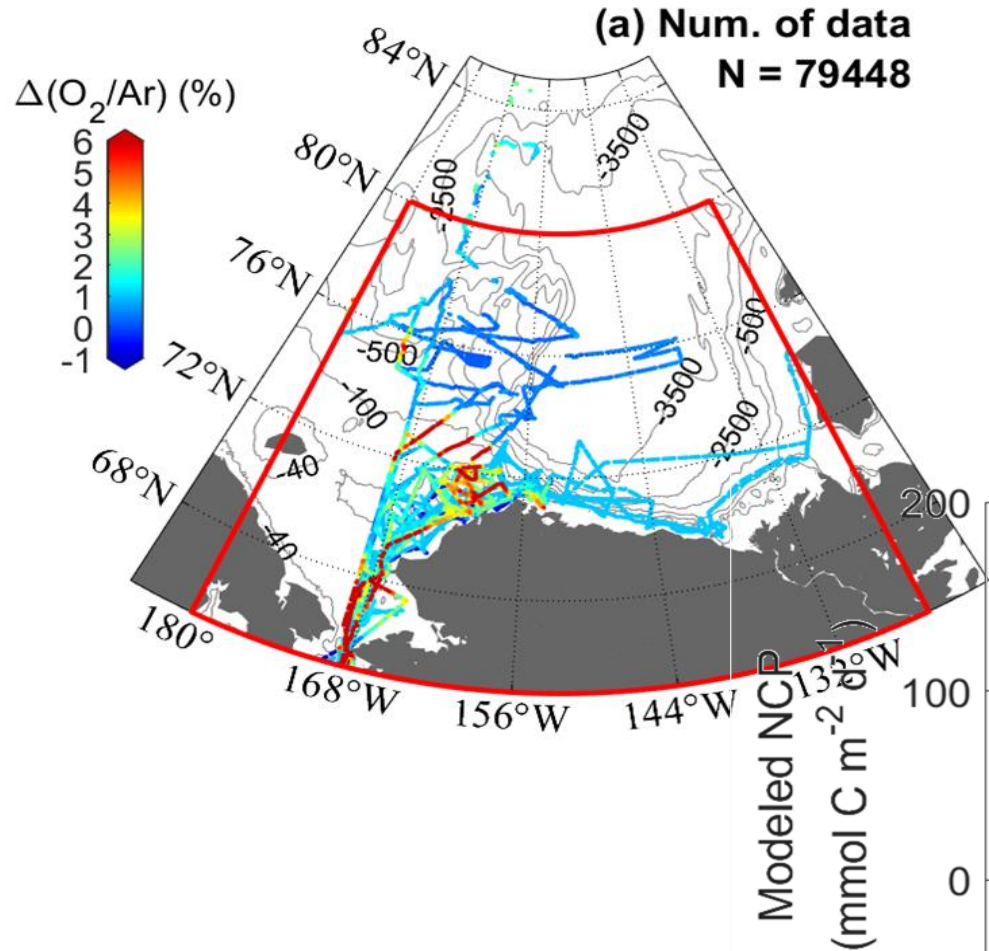 (a) Num. of data
N = 79448
Δ(O₂/Ar) (%)
6
5
4
3
2
1
0
-1
84°N
80°N
76°N
72°N
68°N
-3500
-2500
-500
-500
-100
-3500
-2500
-40
-40
180°
168°W
156°W
144°W
132°W
200
100
0
Modeled NCP
(mmol C m⁻² d⁻¹)